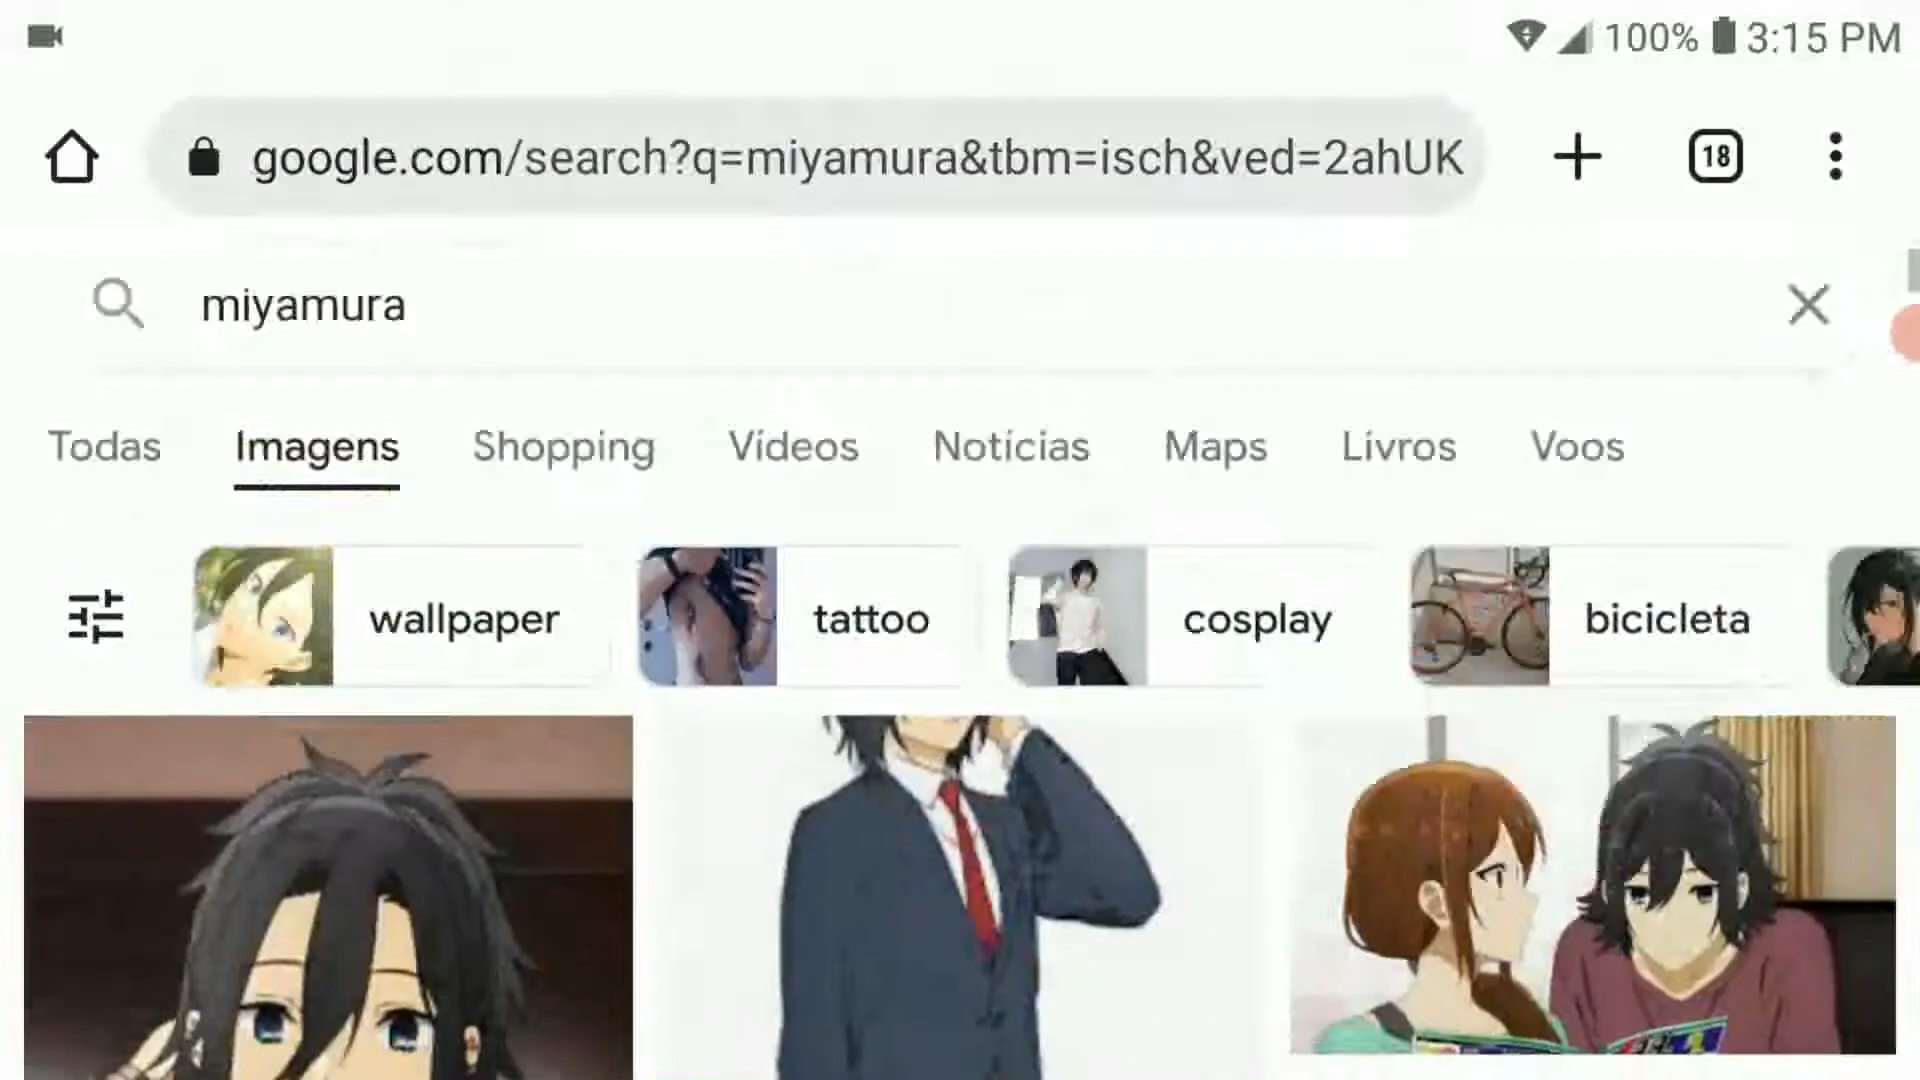 100% 3:15 PM
google.com/search?q=miyamura&tbm=isch&ved=2ahUK
18
miyamura
Todas Imagens Shopping Vídeos Notícias Maps Livros Voos
wallpaper tattoo cosplay bicicleta